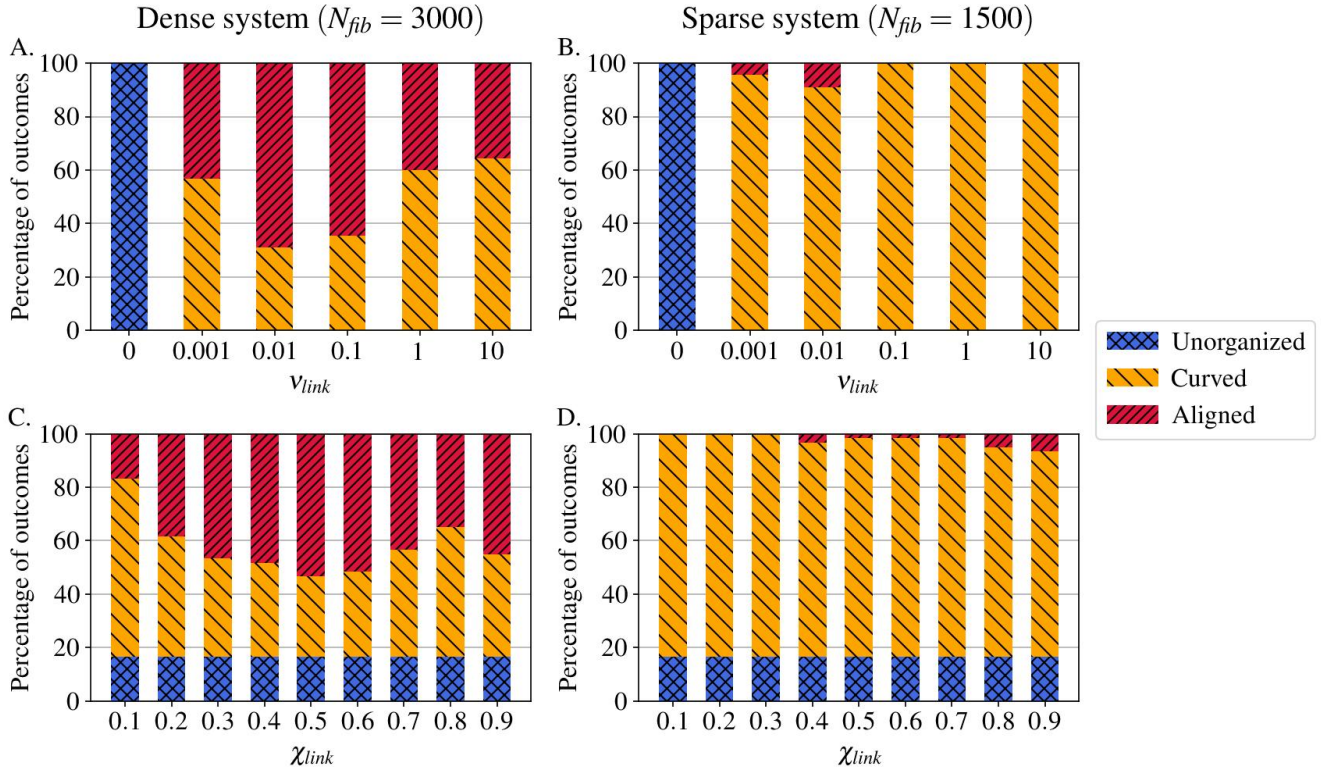 Dense system (N_fib = 3000)
Sparse system (N_fib = 1500)
A.
Percentage of outcomes
100
80
60
40
20
0
0 0.001 0.01 0.1 1 10
ν_link
B.
Percentage of outcomes
100
80
60
40
20
0
0 0.001 0.01 0.1 1 10
ν_link
Unorganized
Curved
Aligned
C.
Percentage of outcomes
100
80
60
40
20
0
0.1 0.2 0.3 0.4 0.5 0.6 0.7 0.8 0.9
χ_link
D.
Percentage of outcomes
100
80
60
40
20
0
0.1 0.2 0.3 0.4 0.5 0.6 0.7 0.8 0.9
χ_link